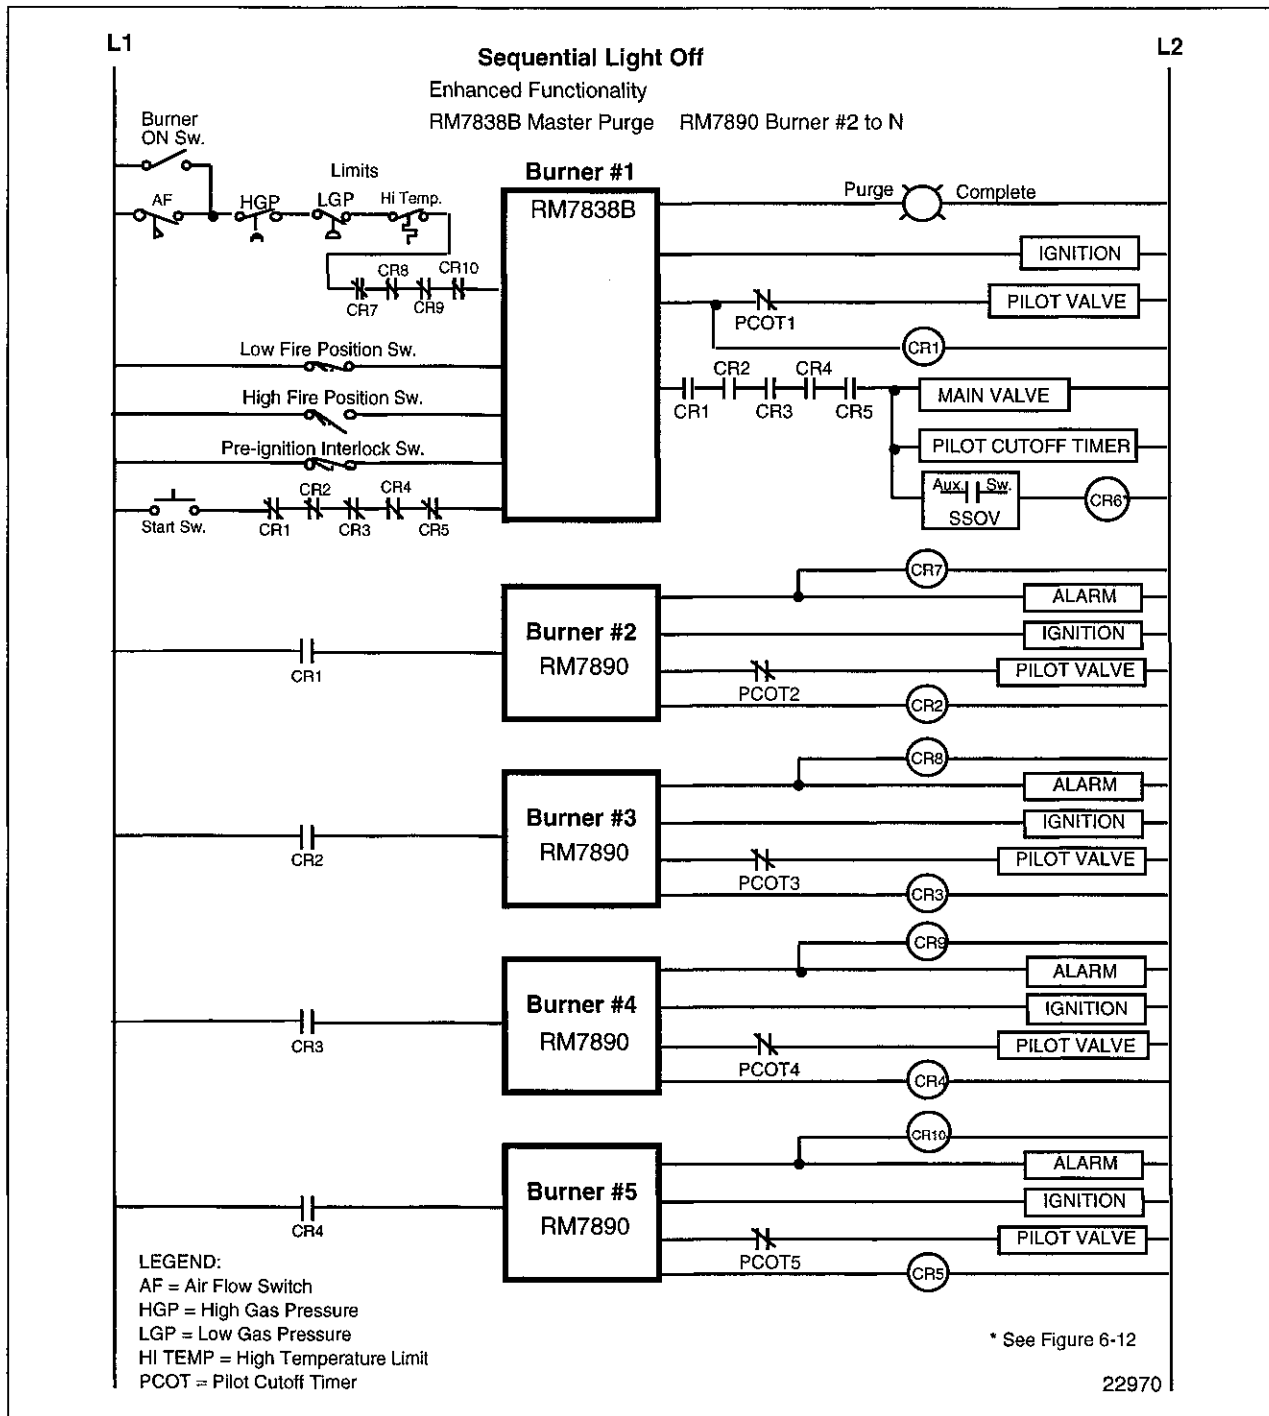 L1
L2
Sequential Light Off
Enhanced Functionality
RM7838B Master Purge RM7890 Burner #2 to N
Burner
ON Sw.
Limits
Burner #1
AF
HGP
LGP
Hi Temp.
RM7838B
Purge
Complete
IGNITION
CR8
CR10
CR7
CR9
PCOT1
PILOT VALVE
CR1
Low Fire Position Sw.
CR2
CR4
High Fire Position Sw.
CR1
CR3
CR5
MAIN VALVE
Pre-ignition Interlock Sw.
PILOT CUTOFF TIMER
CR2
CR4
Aux.
Sw.
SSOV
CR6*
Start Sw.
CR1
CR3
CR5
CR7
ALARM
Burner #2
RM7890
IGNITION
CR1
PCOT2
PILOT VALVE
CR2
CR8
ALARM
Burner #3
RM7890
IGNITION
CR2
PCOT3
PILOT VALVE
CR3
CR9
ALARM
Burner #4
RM7890
IGNITION
CR3
PCOT4
PILOT VALVE
CR4
CR10
ALARM
Burner #5
RM7890
IGNITION
CR4
PCOT5
PILOT VALVE
CR5
LEGEND:
AF = Air Flow Switch
HGP = High Gas Pressure
LGP = Low Gas Pressure
HI TEMP = High Temperature Limit
PCOT = Pilot Cutoff Timer
* See Figure 6-12
22970